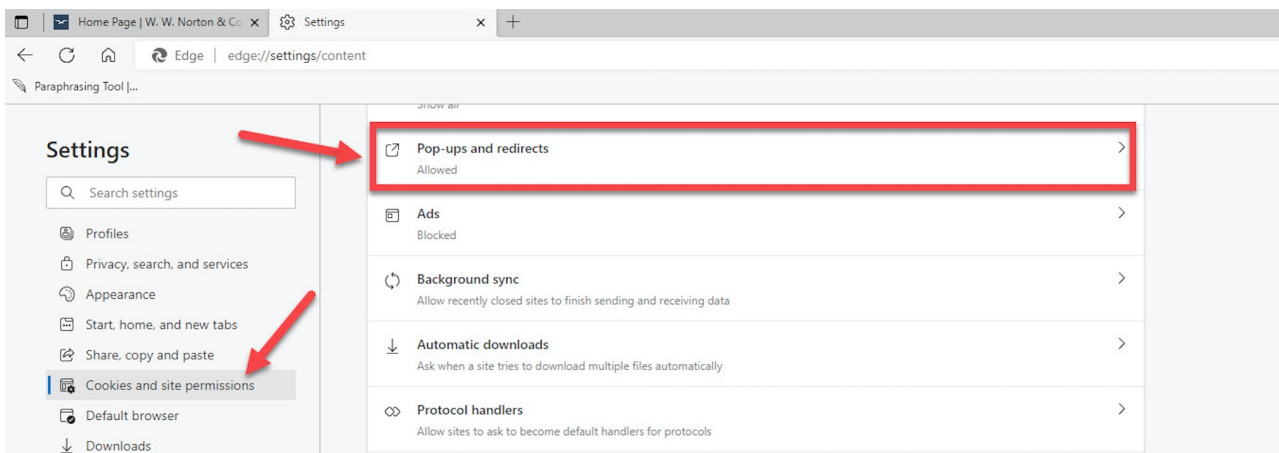 Home Page | W. W. Norton & Co
Settings
Edge | edge://settings/content
Paraphrasing Tool |...
Settings
Search settings
Profiles
Privacy, search, and services
Appearance
Start, home, and new tabs
Share, copy and paste
Cookies and site permissions
Default browser
Downloads
Show all
Pop-ups and redirects
Allowed
Ads
Blocked
Background sync
Allow recently closed sites to finish sending and receiving data
Automatic downloads
Ask when a site tries to download multiple files automatically
Protocol handlers
Allow sites to ask to become default handlers for protocols